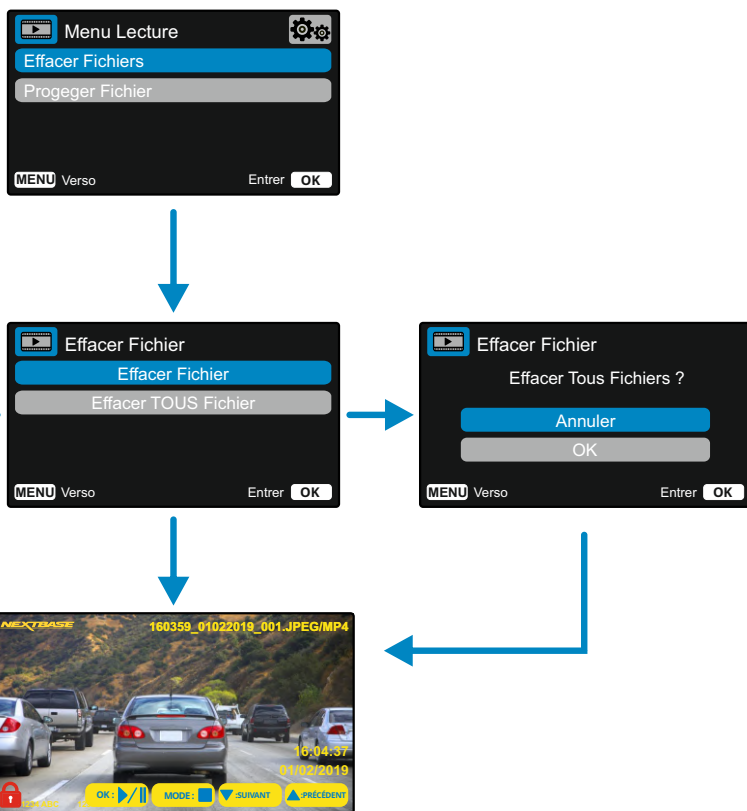 Menu Lecture
Effacer Fichiers
Progeger Fichier
MENU Verso Entrer OK
Effacer Fichier
Effacer Fichier
Effacer TOUS Fichier
MENU Verso Entrer OK
Effacer Fichier
Effacer Tous Fichiers ?
Annuler
OK
MENU Verso Entrer OK
NEXTBASE 160359_01022019_001.JPEG/MP4
16:04:37
01/02/2019
OK : MODE : :SUIVANT :PRÉCÉDENT